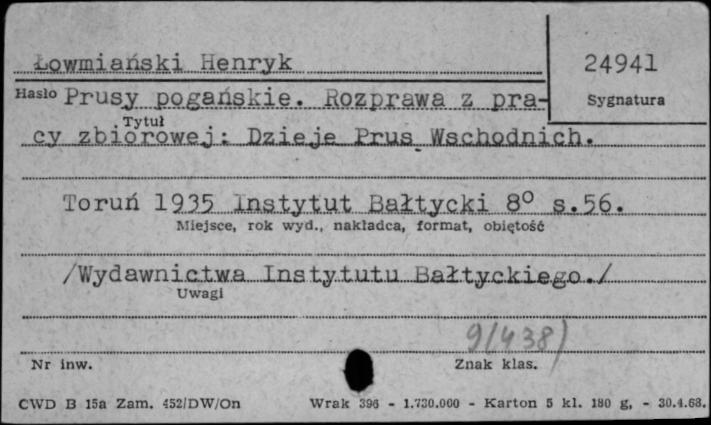 Łowmiański Henryk
24941
Hasło
Sygnatura
Prusy pogańskie. Rozprawa z pra-
Tytuł
cy zbiorowej: Dzieje Prus Wschodnich.
Toruń 1935 Instytut Bałtycki 8° s.56.
Miejsce, rok wyd., nakładca, format, objętość
/Wydawnictwa Instytutu Bałtyckiego./
Uwagi
9/438)
Nr inw.
Znak klas.
CWD B 15a Zam. 452/DW/On Wrak 396 - 1.730.000 - Karton 5 kl. 180 g, - 30.4.68.